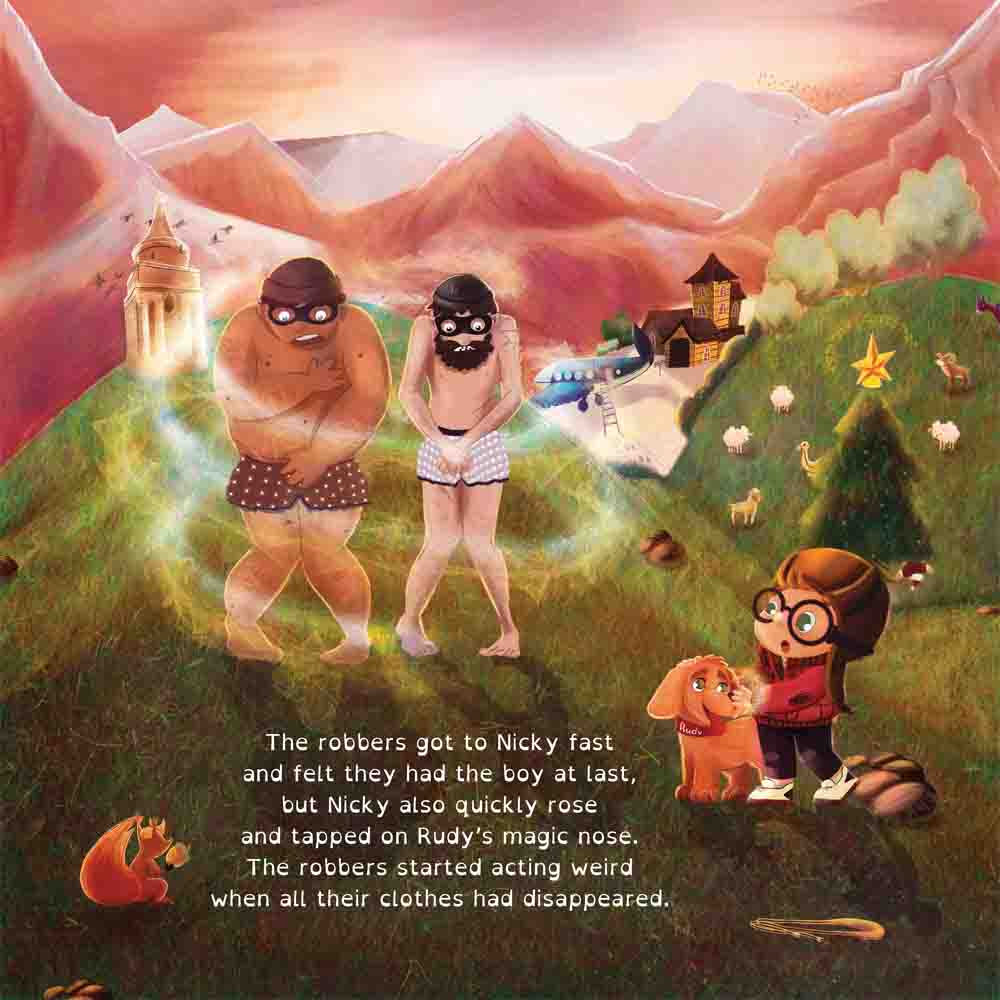 Rudy
The robbers got to Nicky fast
and felt they had the boy at last,
but Nicky also quickly rose
and tapped on Rudy's magic nose.
The robbers started acting weird
when all their clothes had disappeared.